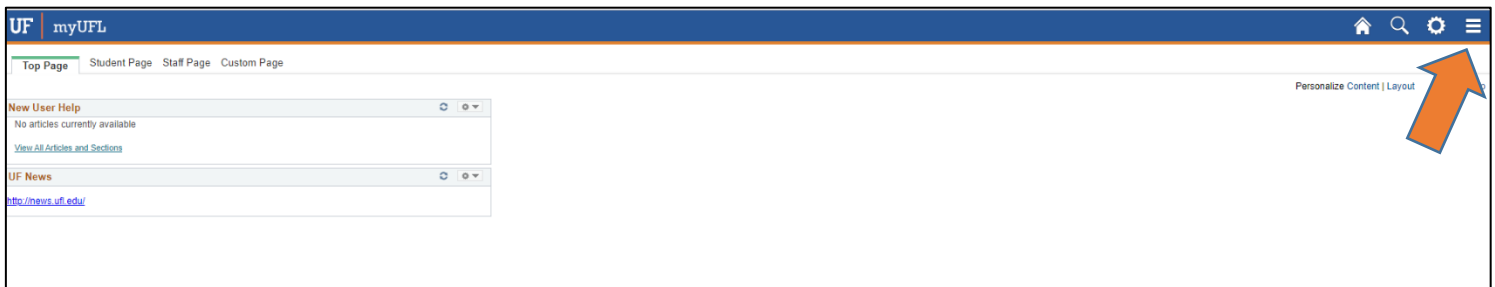 UF myUFL
Top Page Student Page Staff Page Custom Page
Personalize Content | Layout
New User Help
No articles currently available
View All Articles and Sections
UF News
http://news.ufl.edu/